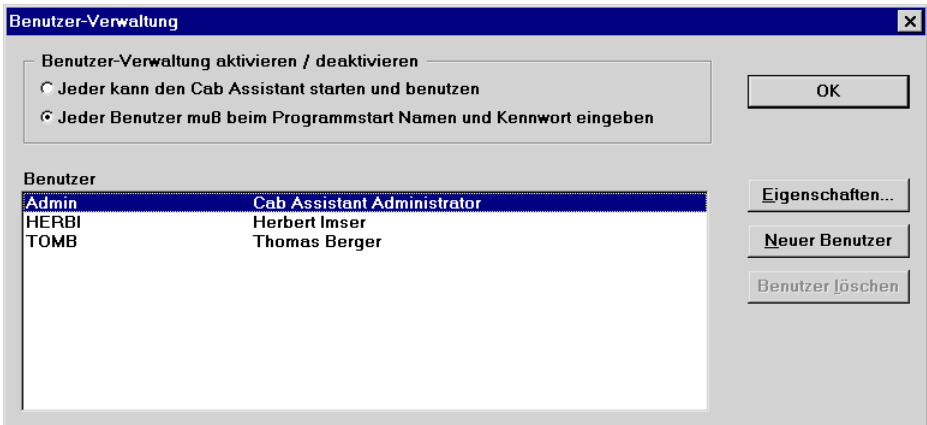 Benutzer-Verwaltung
Benutzer-Verwaltung aktivieren / deaktivieren
Jeder kann den Cab Assistant starten und benutzen
Jeder Benutzer muß beim Programmstart Namen und Kennwort eingeben
OK
Benutzer
Admin Cab Assistant Administrator
HERBI Herbert Imser
TOMB Thomas Berger
Eigenschaften...
Neuer Benutzer
Benutzer löschen